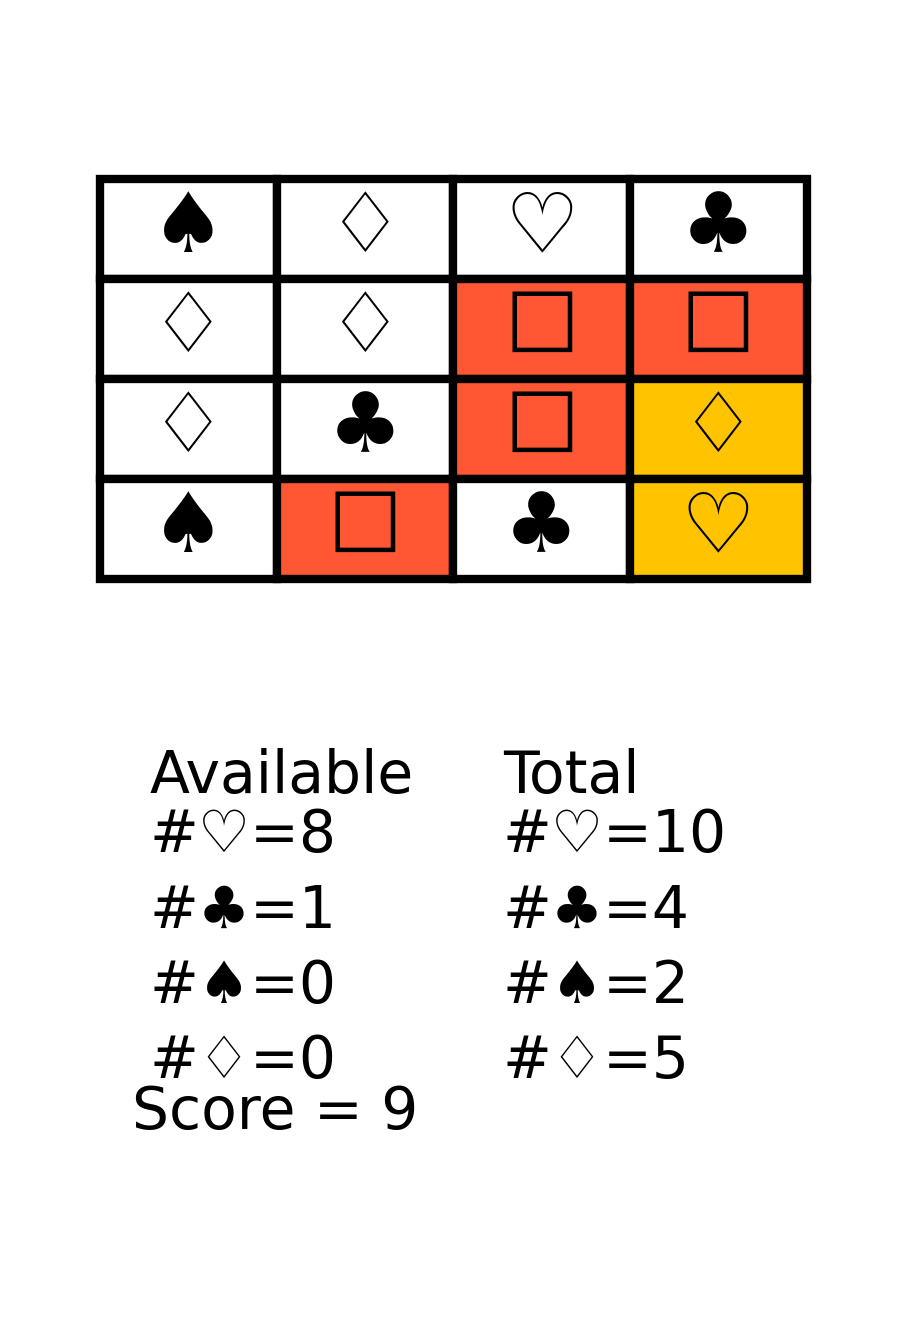 ♠ ♢ ♡ ♣
♢ ♢ □ □
♢ ♣ □ ♢
♠ □ ♣ ♡
Available Total
#♡=8 #♡=10
#♣=1 #♣=4
#♠=0 #♠=2
#♢=0 #♢=5
Score = 9